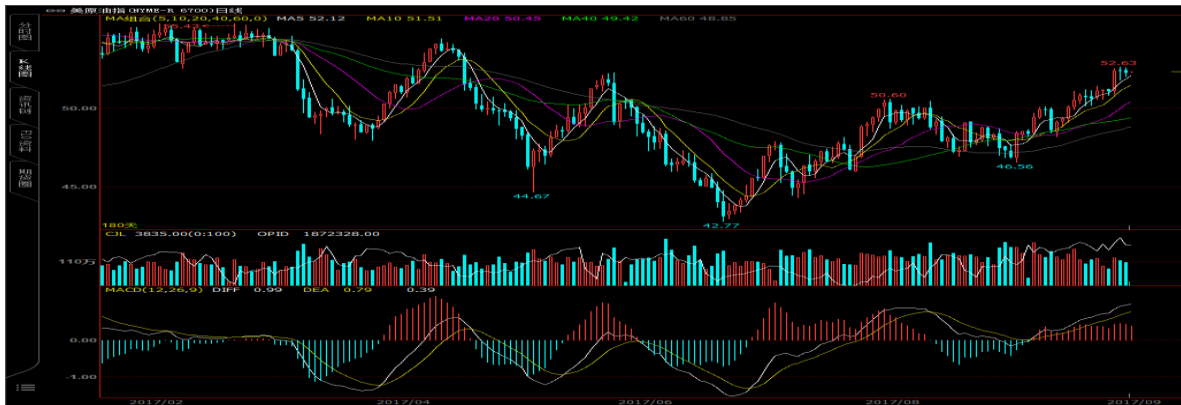 美原油指(NYME-R 6700)日线
MA组合(5,10,20,40,60,0) MA5 52.12 MA10 51.51 MA20 50.45 MA40 49.42 MA60 48.85
分时图
K线图
资讯链
F10资料
期货圈
55.43
52.63
50.60
50.00
46.56
45.00
44.67
42.77
180天
CJL 3835.00(0:100) OPID 1872328.00
110万
MACD(12,26,9) DIFF 0.99 DEA 0.79 0.39
0.00
-1.00
2017/02 2017/04 2017/06 2017/08 2017/09